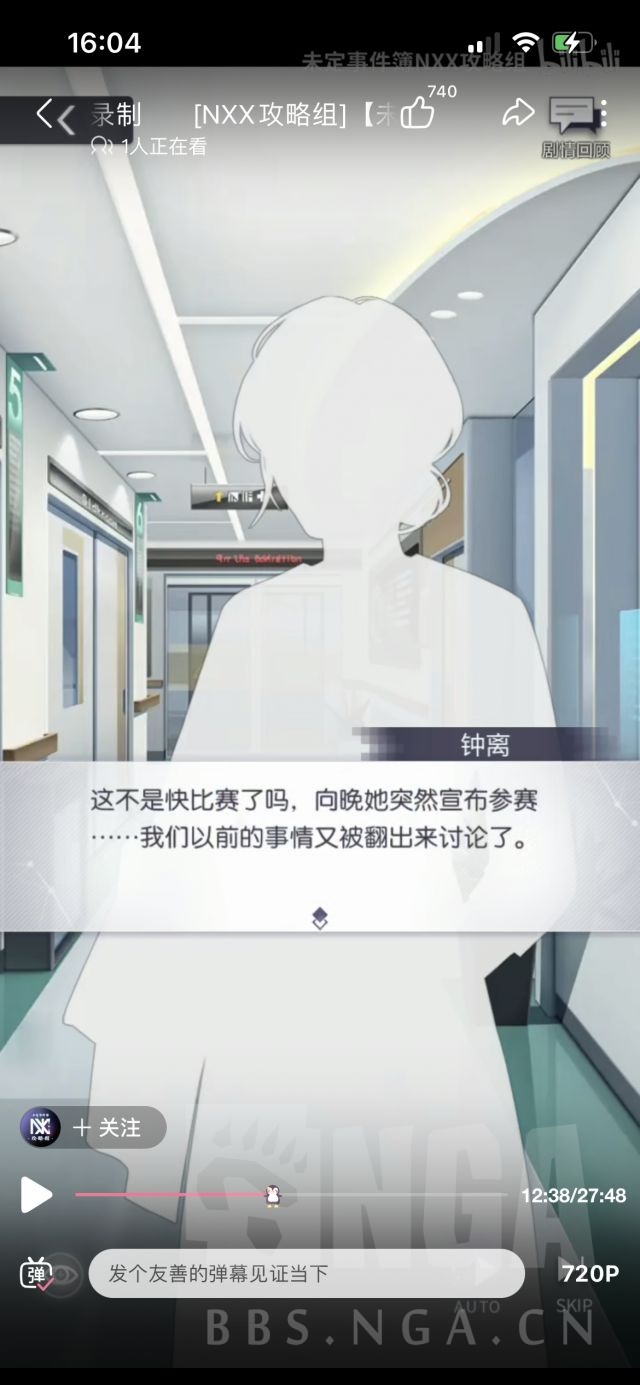 16:04
未定事件簿NXX攻略组 bilibili
录制
[NXX攻略组]【未
740
1人正在看
剧情回顾
5
6
1
钟离
这不是快比赛了吗，向晚她突然宣布参赛
……我们以前的事情又被翻出来讨论了。
+ 关注
NGA
12:38/27:48
弹
发个友善的弹幕见证当下
720P
AUTO
SKIP
BBS.NGA.CN